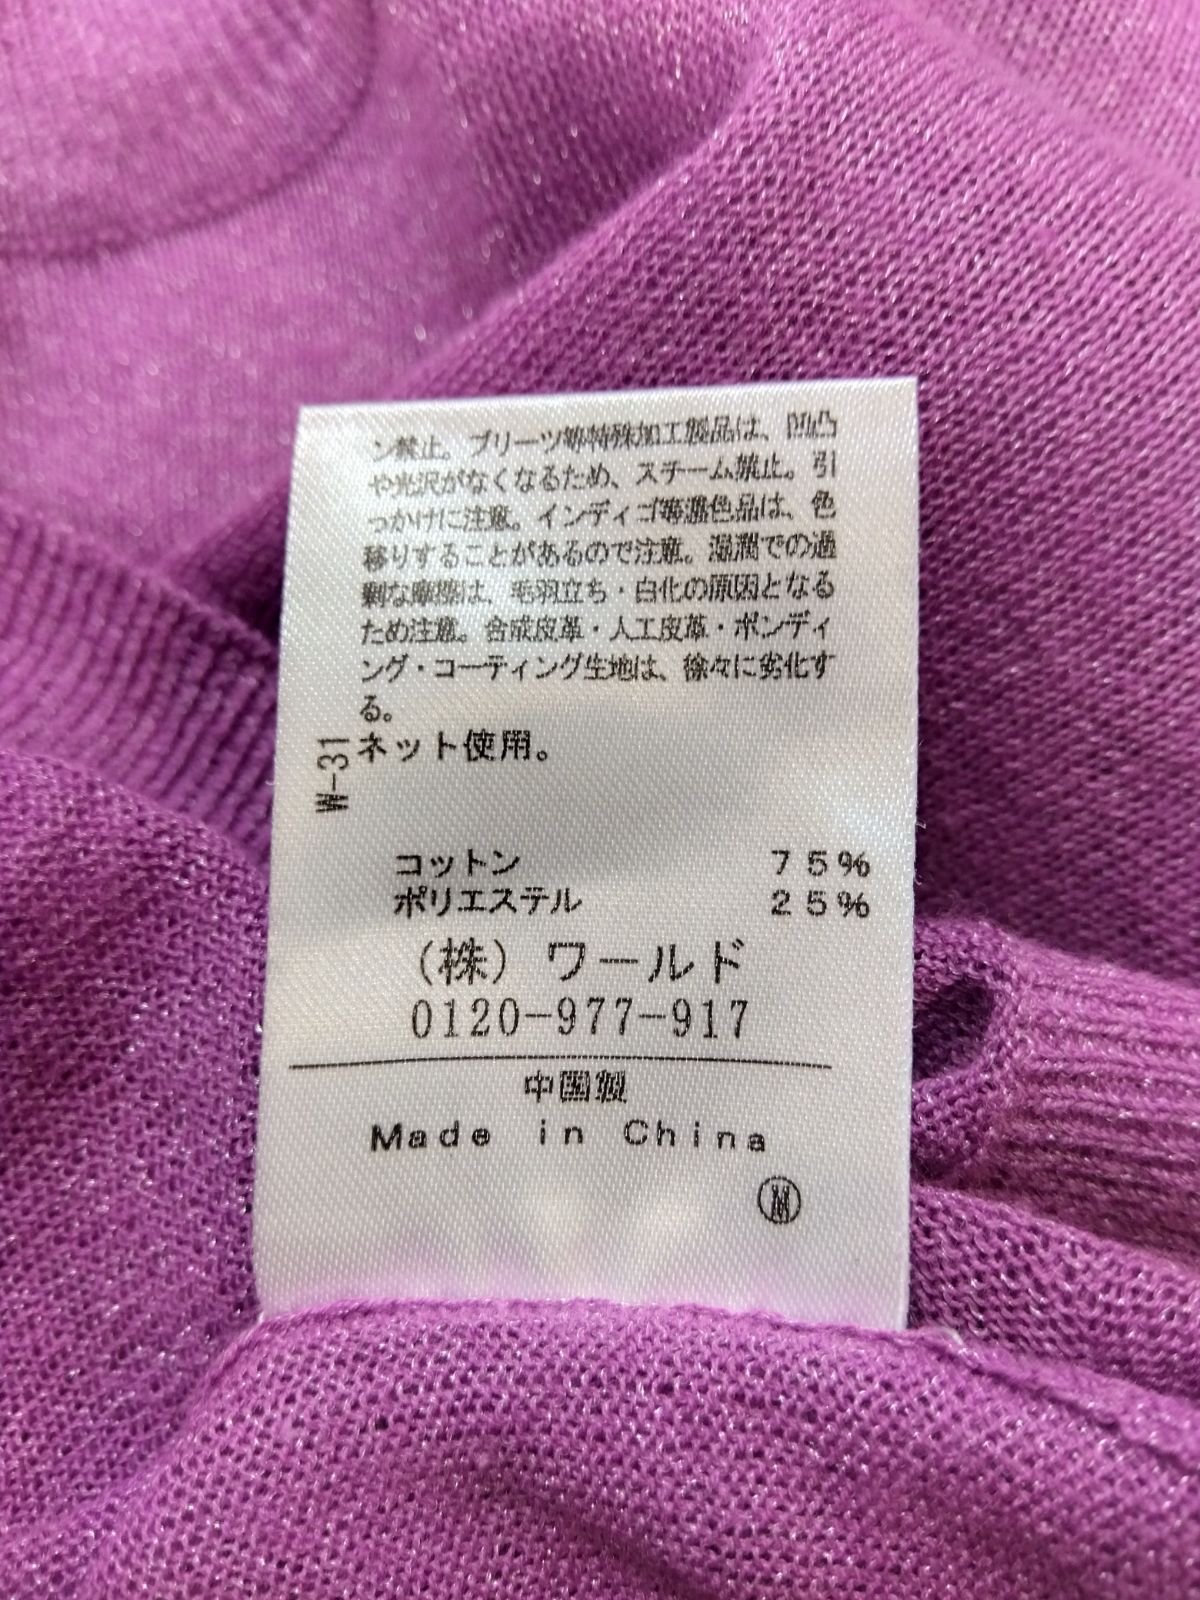 ン禁止。プリーツ等特殊加工製品は、凹凸
や光沢がなくなるため、スチーム禁止。引
っかけに注意。インディゴ等濃色品は、色
移りすることがあるので注意。湿潤での過
剰な摩擦は、毛羽立ち・白化の原因となる
ため注意。合成皮革・人工皮革・ボンディ
ング・コーティング生地は、徐々に劣化す
る。
ネット使用。
W-31
コットン 75%
ポリエステル 25%
(株) ワールド
0120-977-917
中国製
Made in China
Ⓜ